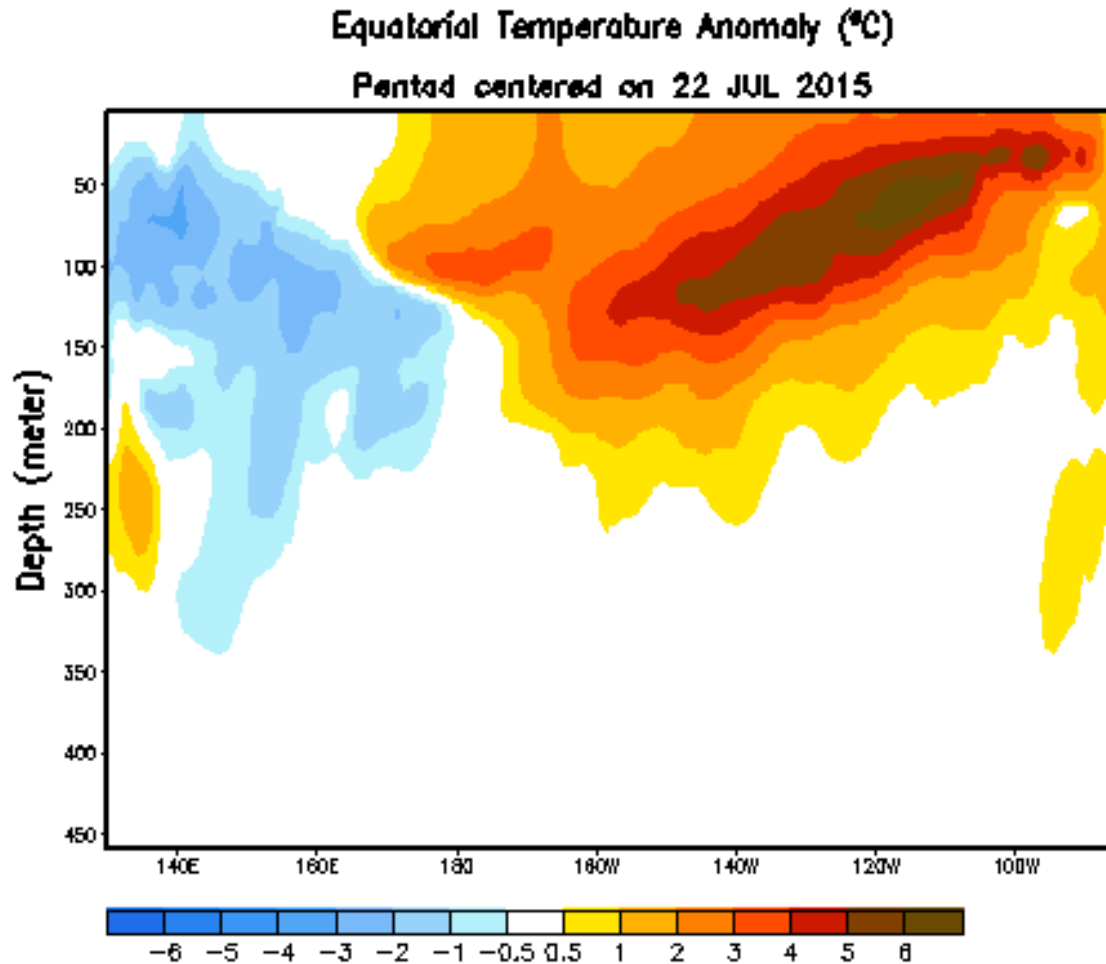 Equatorial Temperature Anomaly (°C)
Pentad centered on 22 JUL 2015
Depth (meter)
50
100
150
200
250
300
350
400
450
140E 160E 180 160W 140W 120W 100W
-6 -5 -4 -3 -2 -1 -0.5 0.5 1 2 3 4 5 6